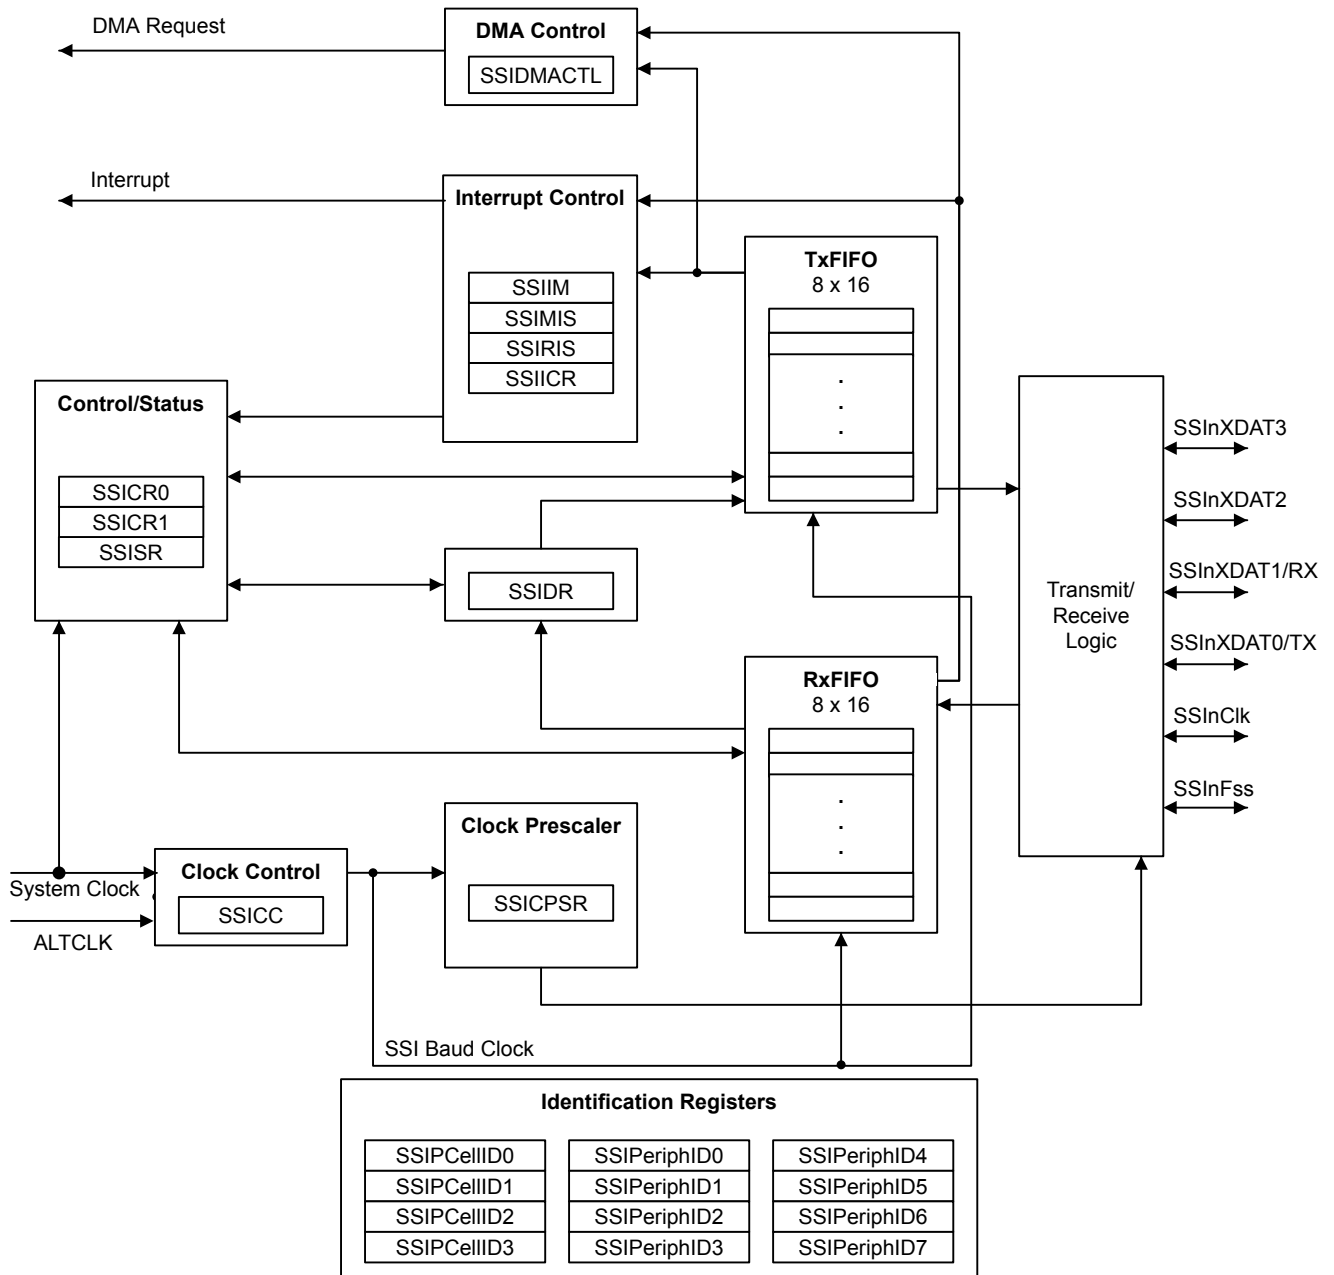 DMA Request
DMA Control
SSIDMACTL
Interrupt
Interrupt Control
SSIIM
SSIMIS
SSIRIS
SSIICR
TxFIFO
8 x 16
.
.
.
Control/Status
SSICR0
SSICR1
SSISR
SSIDR
Transmit/
Receive
Logic
SSInXDAT3
SSInXDAT2
SSInXDAT1/RX
SSInXDAT0/TX
SSInClk
SSInFss
RxFIFO
8 x 16
.
.
.
Clock Prescaler
SSICPSR
System Clock
ALTCLK
Clock Control
SSICC
SSI Baud Clock
Identification Registers
SSIPCellID0
SSIPCellID1
SSIPCellID2
SSIPCellID3
SSIPeriphID0
SSIPeriphID1
SSIPeriphID2
SSIPeriphID3
SSIPeriphID4
SSIPeriphID5
SSIPeriphID6
SSIPeriphID7